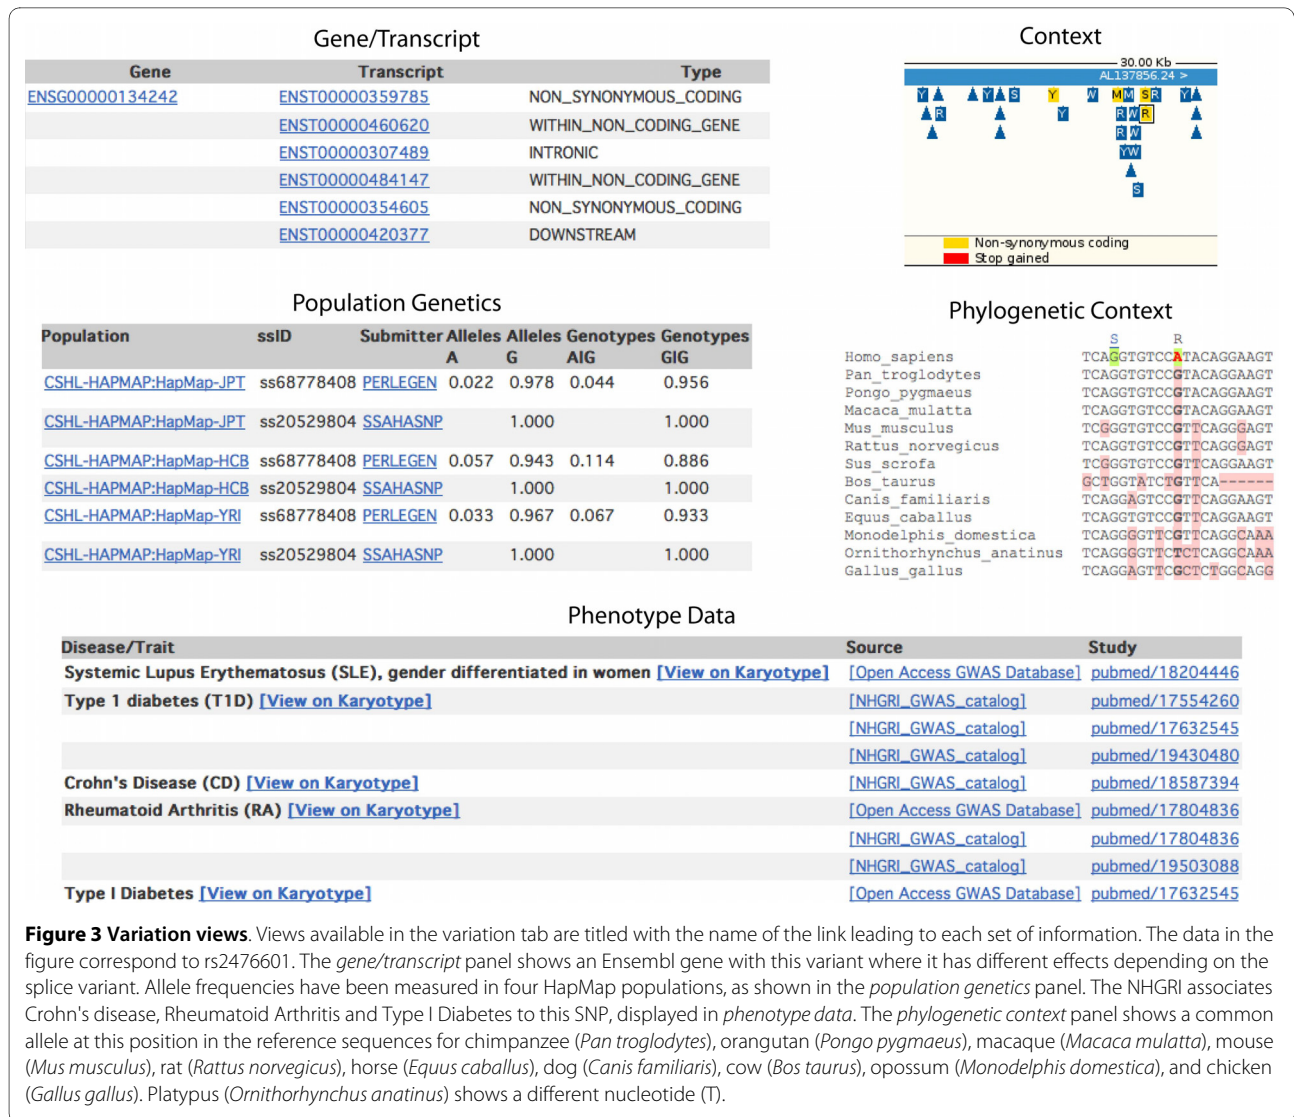 Gene/Transcript
Gene Transcript Type
ENSG00000134242 ENST00000359785 NON_SYNONYMOUS_CODING
ENST00000460620 WITHIN_NON_CODING_GENE
ENST00000307489 INTRONIC
ENST00000484147 WITHIN_NON_CODING_GENE
ENST00000354605 NON_SYNONYMOUS_CODING
ENST00000420377 DOWNSTREAM
Context
30.00 Kb
AL137856.24 >
Y Y S Y W M M S R Y
R Y R W R
R W
Y W
S
Non-synonymous coding
Stop gained
Population Genetics
Population ssID Submitter Alleles Alleles Genotypes Genotypes
A G A|G G|G
CSHL-HAPMAP:HapMap-JPT ss68778408 PERLEGEN 0.022 0.978 0.044 0.956
CSHL-HAPMAP:HapMap-JPT ss20529804 SSAHASNP 1.000 1.000
CSHL-HAPMAP:HapMap-HCB ss68778408 PERLEGEN 0.057 0.943 0.114 0.886
CSHL-HAPMAP:HapMap-HCB ss20529804 SSAHASNP 1.000 1.000
CSHL-HAPMAP:HapMap-YRI ss68778408 PERLEGEN 0.033 0.967 0.067 0.933
CSHL-HAPMAP:HapMap-YRI ss20529804 SSAHASNP 1.000 1.000
Phylogenetic Context
S R
Homo_sapiens TCAGGTGTCCATACAGGAAGT
Pan_troglodytes TCAGGTGTCCGTACAGGAAGT
Pongo_pygmaeus TCAGGTGTCCGTACAGGAAGT
Macaca_mulatta TCAGGTGTCCGTACAGGAAGT
Mus_musculus TCGGGTGTCCGTTCAGGGAGT
Rattus_norvegicus TCAGGTGTCCGTTCAGGGAGT
Sus_scrofa TCGGGTGTCCGTTCAGGAAGT
Bos_taurus GCTGGTATCTGTTCA------
Canis_familiaris TCAGGAGTCCGTTCAGGAAGT
Equus_caballus TCAGGTGTCCGTTCAGGAAGT
Monodelphis_domestica TCAGGGGTTCGTTCAGGCAAA
Ornithorhynchus_anatinus TCAGGGGTTCTCTCAGGCAAA
Gallus_gallus TCAGGAGTTCGCTCTGGCAGG
Phenotype Data
Disease/Trait Source Study
Systemic Lupus Erythematosus (SLE), gender differentiated in women [View on Karyotype] [Open Access GWAS Database] pubmed/18204446
Type 1 diabetes (T1D) [View on Karyotype] [NHGRI_GWAS_catalog] pubmed/17554260
[NHGRI_GWAS_catalog] pubmed/17632545
[NHGRI_GWAS_catalog] pubmed/19430480
Crohn's Disease (CD) [View on Karyotype] [NHGRI_GWAS_catalog] pubmed/18587394
Rheumatoid Arthritis (RA) [View on Karyotype] [Open Access GWAS Database] pubmed/17804836
[NHGRI_GWAS_catalog] pubmed/17804836
[NHGRI_GWAS_catalog] pubmed/19503088
Type I Diabetes [View on Karyotype] [Open Access GWAS Database] pubmed/17632545
Figure 3 Variation views. Views available in the variation tab are titled with the name of the link leading to each set of information. The data in the
figure correspond to rs2476601. The gene/transcript panel shows an Ensembl gene with this variant where it has different effects depending on the
splice variant. Allele frequencies have been measured in four HapMap populations, as shown in the population genetics panel. The NHGRI associates
Crohn's disease, Rheumatoid Arthritis and Type I Diabetes to this SNP, displayed in phenotype data. The phylogenetic context panel shows a common
allele at this position in the reference sequences for chimpanzee (Pan troglodytes), orangutan (Pongo pygmaeus), macaque (Macaca mulatta), mouse
(Mus musculus), rat (Rattus norvegicus), horse (Equus caballus), dog (Canis familiaris), cow (Bos taurus), opossum (Monodelphis domestica), and chicken
(Gallus gallus). Platypus (Ornithorhynchus anatinus) shows a different nucleotide (T).